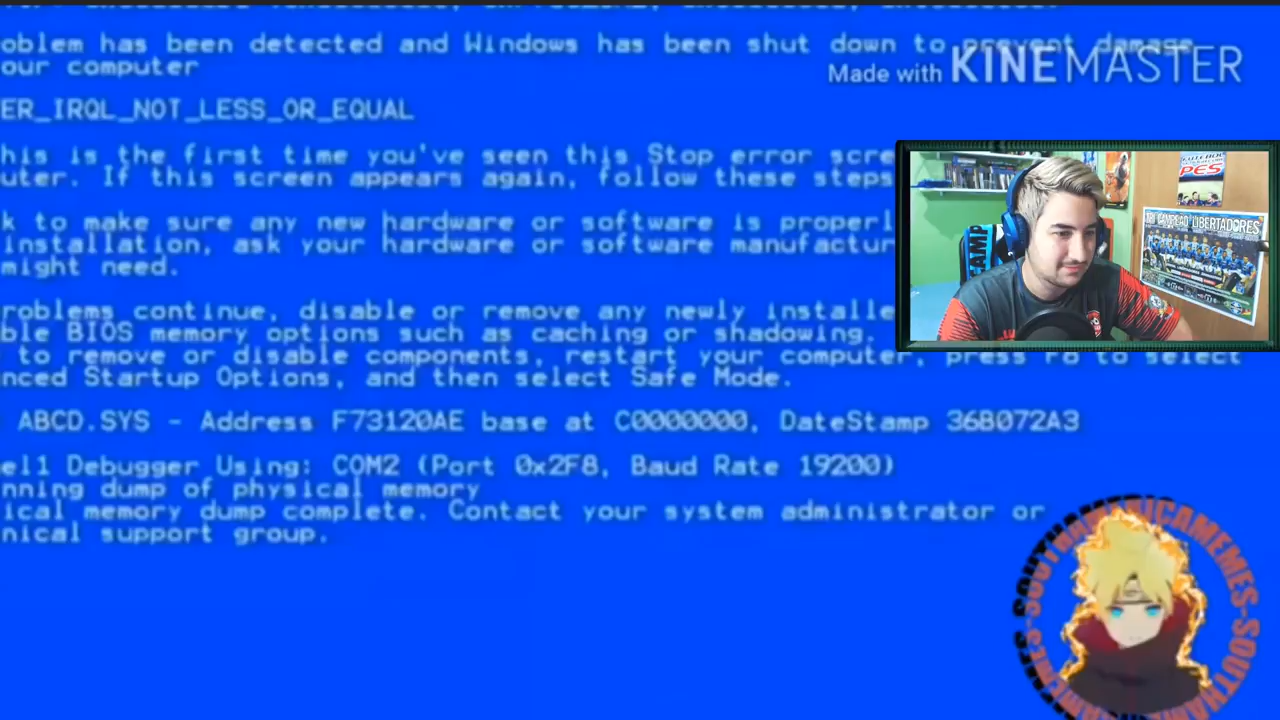 oblem has been detected and Windows has been shut down to prevent damage
our computer
Made with KINEMASTER
ER_IRQL_NOT_LESS_OR_EQUAL
his is the first time you've seen this Stop error scre
uter. If this screen appears again, follow these steps
k to make sure any new hardware or software is properl
installation, ask your hardware or software manufactur
might need.
roblems continue, disable or remove any newly installe
ble BIOS memory options such as caching or shadowing.
to remove or disable components, restart your computer, press F8 to select
nced Startup Options, and then select Safe Mode.
ABCD.SYS - Address F73120AE base at C0000000, DateStamp 36B072A3
el1 Debugger Using: COM2 (Port 0x2F8, Baud Rate 19200)
nning dump of physical memory
ical memory dump complete. Contact your system administrator or
nical support group.
PES
CAMPEAO LIBERTADORES
SOUTHAMERICAMEMES-SOUTHAM